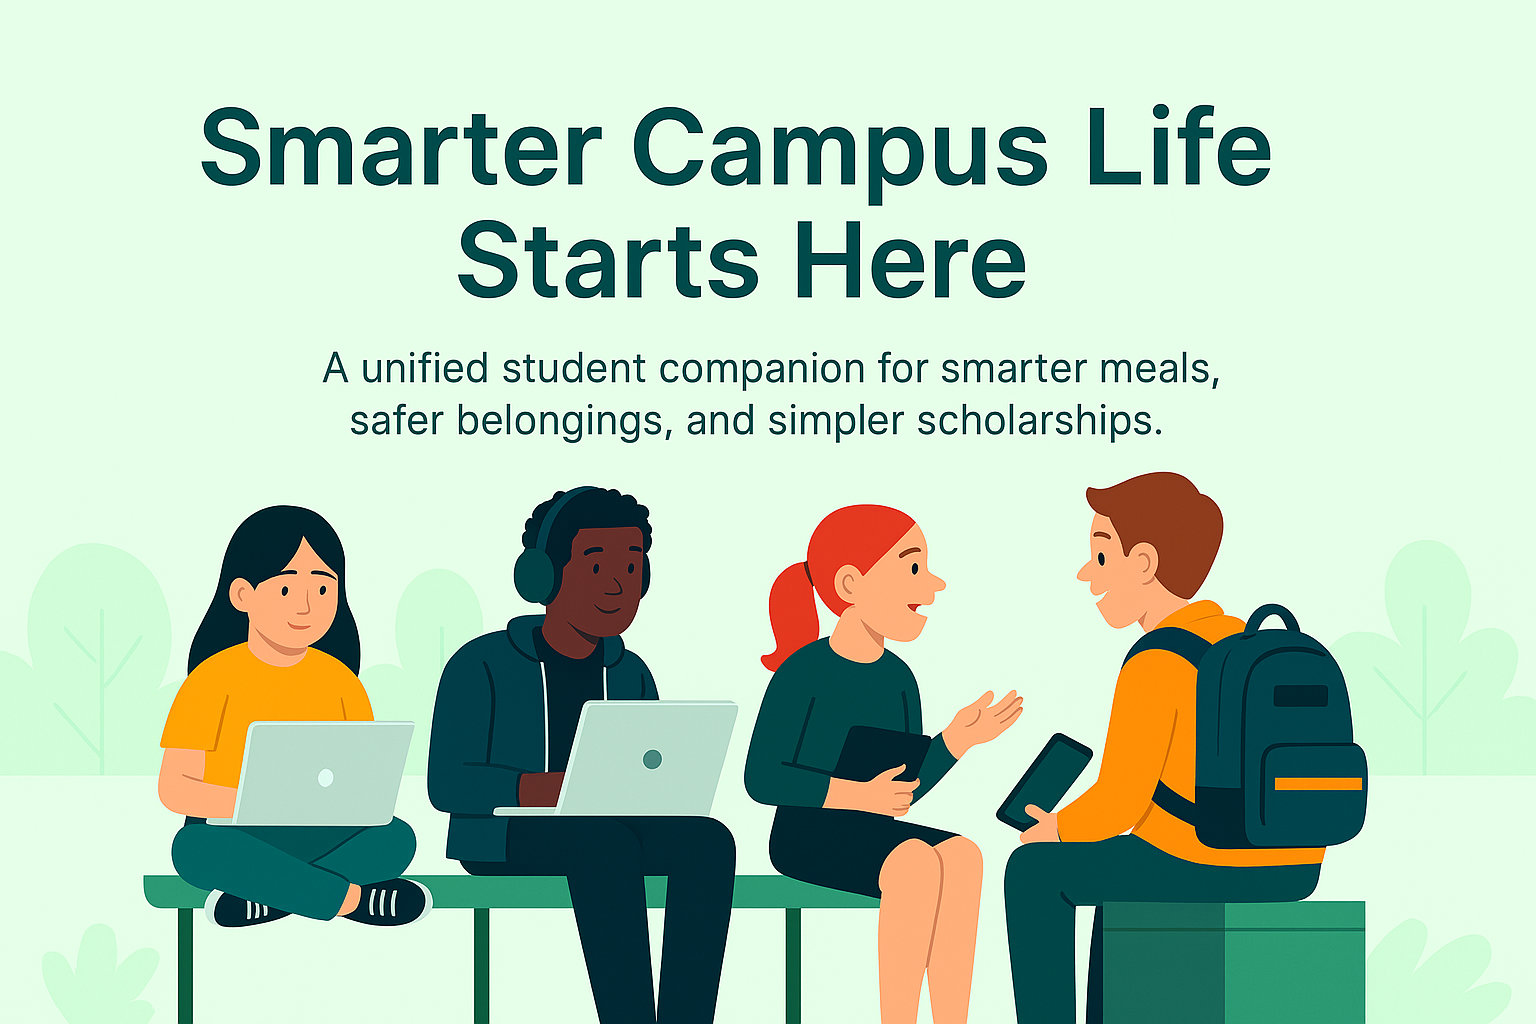 Smarter Campus Life
Starts Here
A unified student companion for smarter meals,
safer belongings, and simpler scholarships.